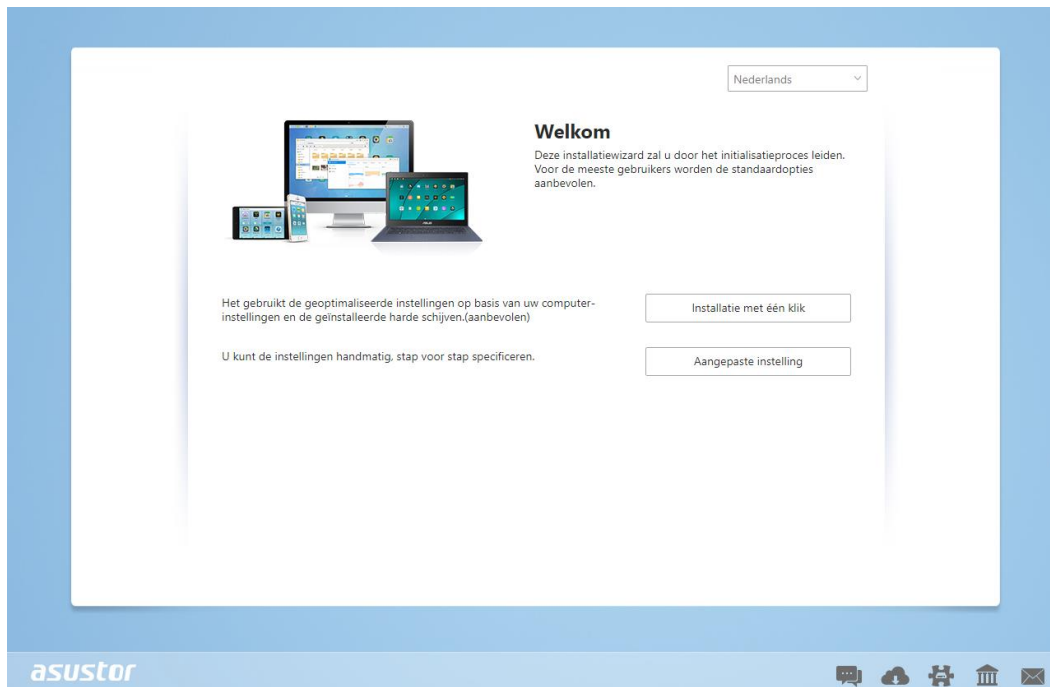 Nederlands
Welkom
Deze installatiewizard zal u door het initialisatieproces leiden.
Voor de meeste gebruikers worden de standaardopties
aanbevolen.
Het gebruikt de geoptimaliseerde instellingen op basis van uw computer-
instellingen en de geïnstalleerde harde schijven.(aanbevolen)
Installatie met één klik
U kunt de instellingen handmatig, stap voor stap specificeren.
Aangepaste instelling
asustor